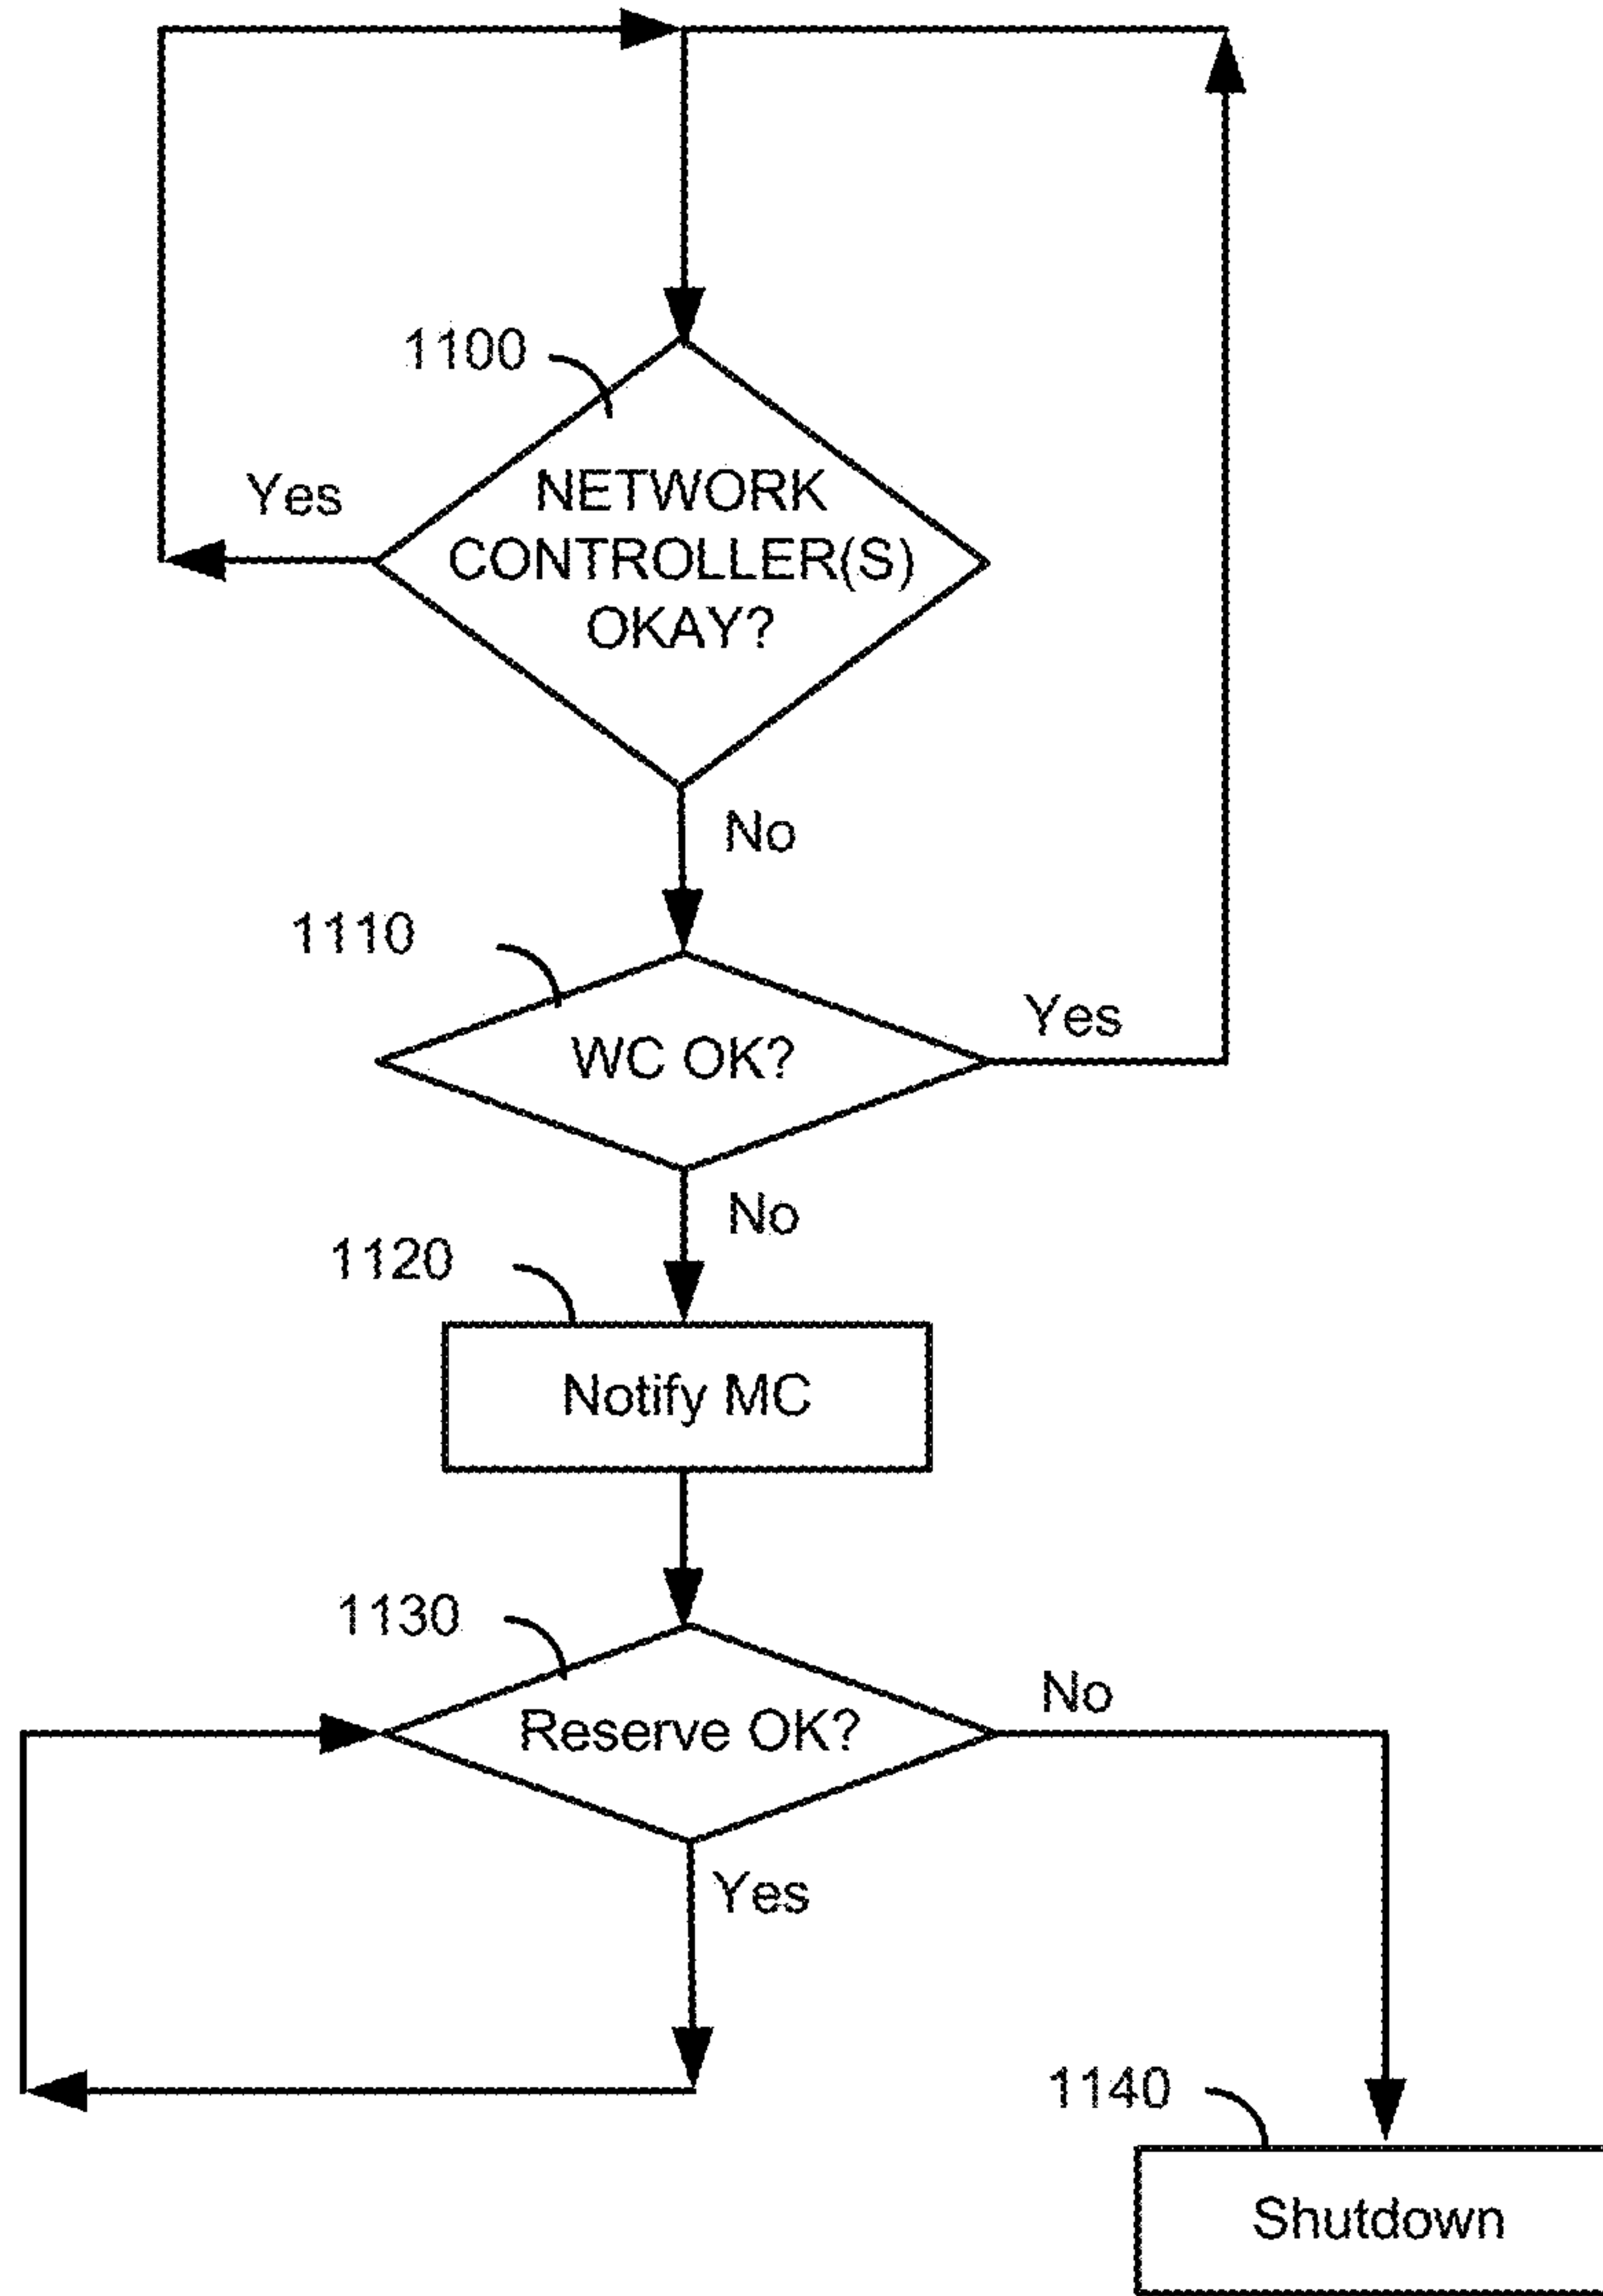 1100
Yes
NETWORK
CONTROLLER(S)
OKAY?
No
1110
WC OK?
Yes
No
1120
Notify MC
1130
Reserve OK?
No
Yes
1140
Shutdown